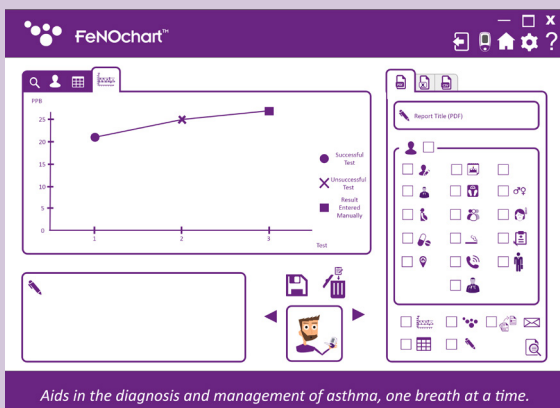 FeNOchart™
PPB
25
20
15
10
5
0
1
2
3
Test
Successful
Test
Unsuccessful
Test
Result
Entered
Manually
Report Title (PDF)
Aids in the diagnosis and management of asthma, one breath at a time.